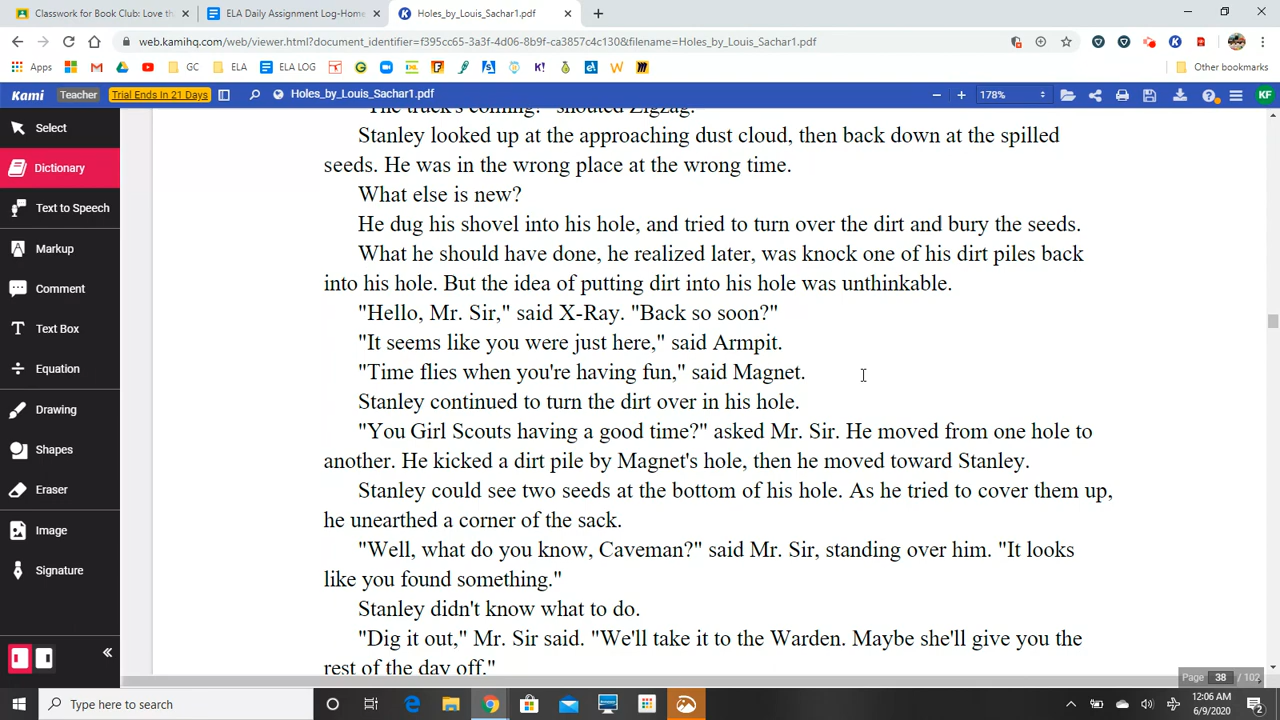 Classwork for Book Club: Love th
ELA Daily Assignment Log-Home
Holes_by_Louis_Sachar1.pdf
web.kamihq.com/web/viewer.html?document_identifier=f395cc65-3a3f-4d06-8b9f-ca3857c4c130&filename=Holes_by_Louis_Sachar1.pdf
Apps
GC
ELA
ELA LOG
Other bookmarks
Kami
Teacher
Trial Ends In 21 Days
Holes_by_Louis_Sachar1.pdf
178%
KF
Select
Dictionary
Text to Speech
Markup
Comment
Text Box
Equation
Drawing
Shapes
Eraser
Image
Signature
"The truck's coming!" shouted Zigzag.
Stanley looked up at the approaching dust cloud, then back down at the spilled
seeds. He was in the wrong place at the wrong time.
What else is new?
He dug his shovel into his hole, and tried to turn over the dirt and bury the seeds.
What he should have done, he realized later, was knock one of his dirt piles back
into his hole. But the idea of putting dirt into his hole was unthinkable.
"Hello, Mr. Sir," said X-Ray. "Back so soon?"
"It seems like you were just here," said Armpit.
"Time flies when you're having fun," said Magnet.
Stanley continued to turn the dirt over in his hole.
"You Girl Scouts having a good time?" asked Mr. Sir. He moved from one hole to
another. He kicked a dirt pile by Magnet's hole, then he moved toward Stanley.
Stanley could see two seeds at the bottom of his hole. As he tried to cover them up,
he unearthed a corner of the sack.
"Well, what do you know, Caveman?" said Mr. Sir, standing over him. "It looks
like you found something."
Stanley didn't know what to do.
"Dig it out," Mr. Sir said. "We'll take it to the Warden. Maybe she'll give you the
rest of the day off."
Page 38 / 102
Type here to search
12:06 AM
6/9/2020
2